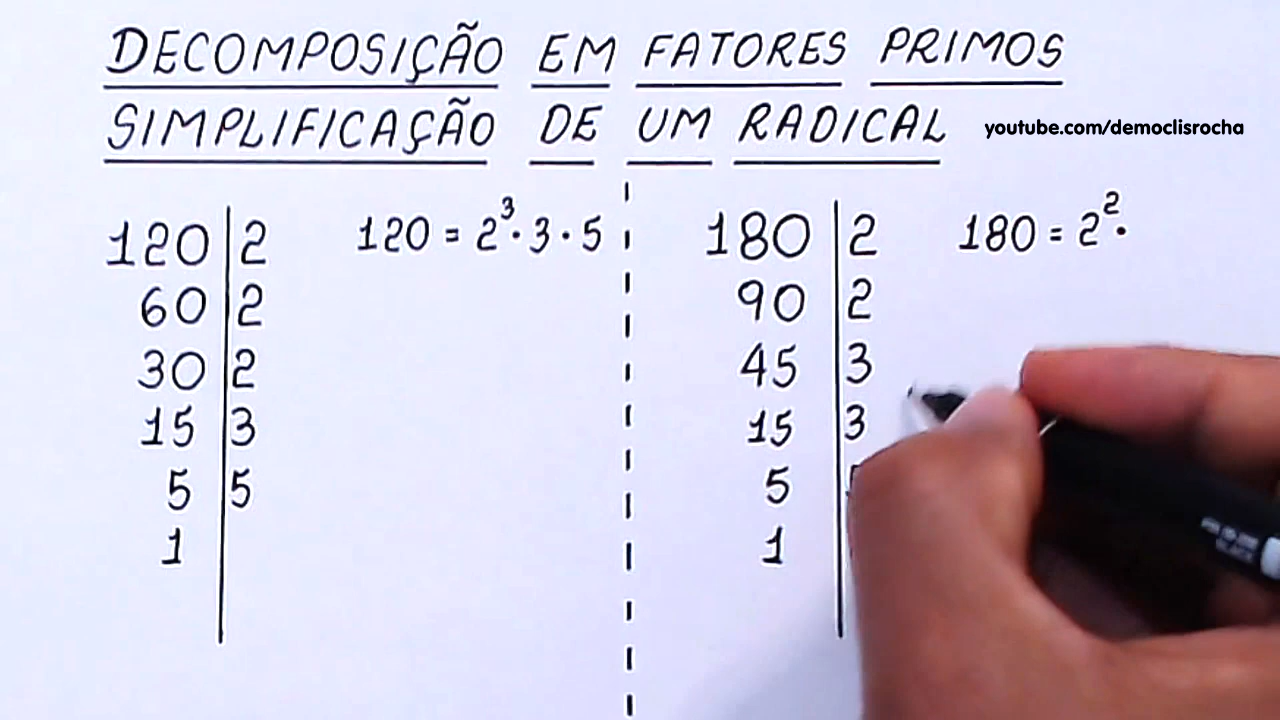 DECOMPOSIÇÃO EM FATORES PRIMOS
SIMPLIFICAÇÃO DE UM RADICAL
youtube.com/democlisrocha
120 | 2
60 | 2
30 | 2
15 | 3
5 | 5
1
120 = 2³ · 3 · 5
180 | 2
90 | 2
45 | 3
15 | 3
5
1
180 = 2² ·